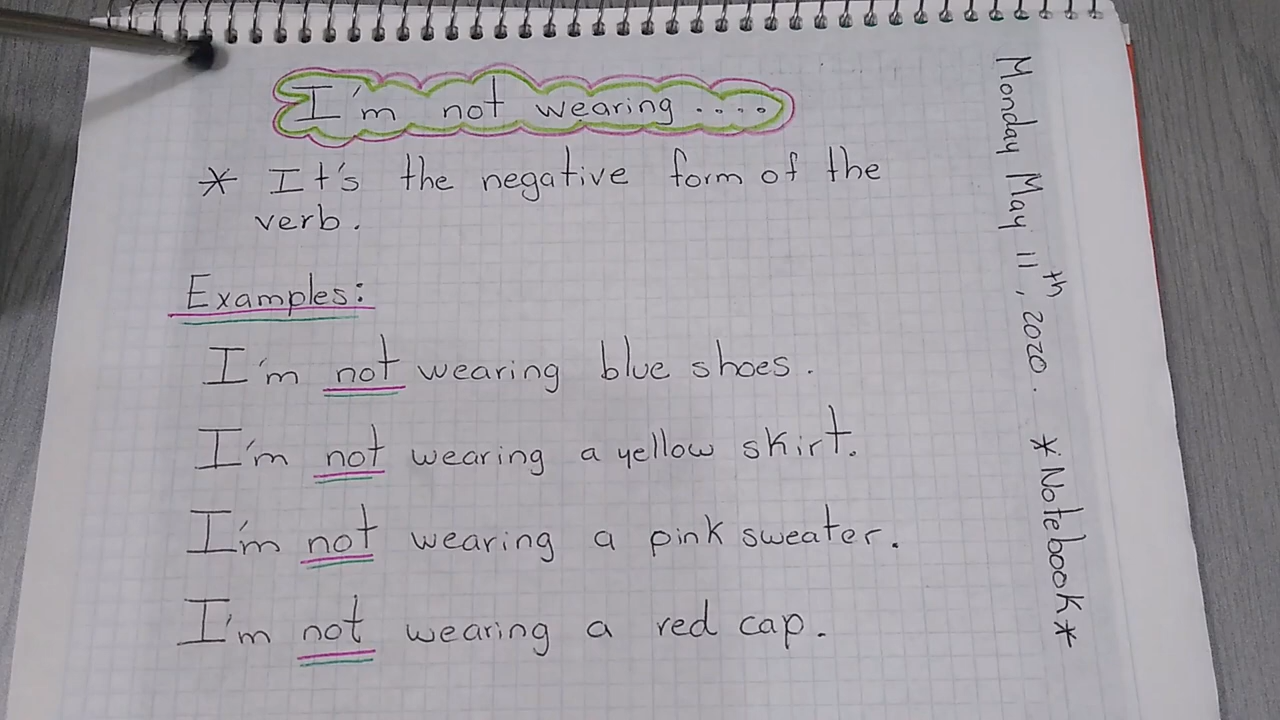 I'm not wearing ....
* It's the negative form of the
verb.
Examples:
I'm not wearing blue shoes.
I'm not wearing a yellow skirt.
I'm not wearing a pink sweater.
I'm not wearing a red cap.
Monday May 11th, 2020. *Notebook*